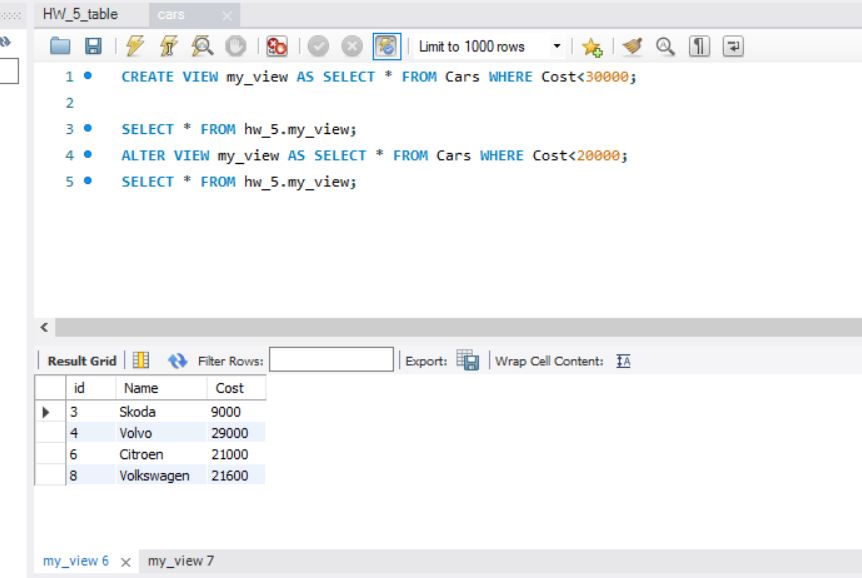 HW_5_table cars
Limit to 1000 rows
1 CREATE VIEW my_view AS SELECT * FROM Cars WHERE Cost<30000;
2
3 SELECT * FROM hw_5.my_view;
4 ALTER VIEW my_view AS SELECT * FROM Cars WHERE Cost<20000;
5 SELECT * FROM hw_5.my_view;
Result Grid Filter Rows: Export: Wrap Cell Content:
id Name Cost
3 Skoda 9000
4 Volvo 29000
6 Citroen 21000
8 Volkswagen 21600
my_view 6 my_view 7